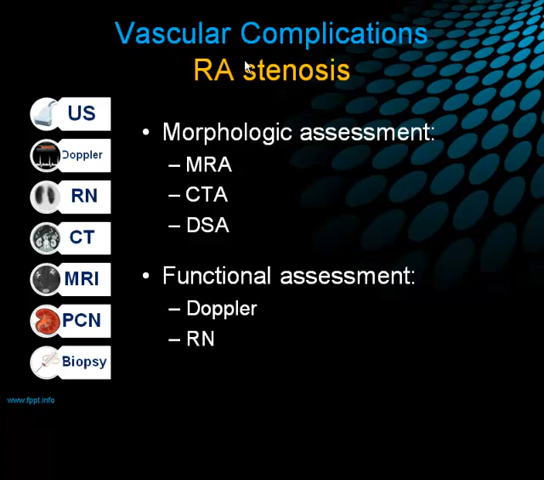 Vascular Complications
RA stenosis
US
Doppler
RN
CT
MRI
PCN
Biopsy
• Morphologic assessment:
– MRA
– CTA
– DSA
• Functional assessment:
– Doppler
– RN
www.fppt.info